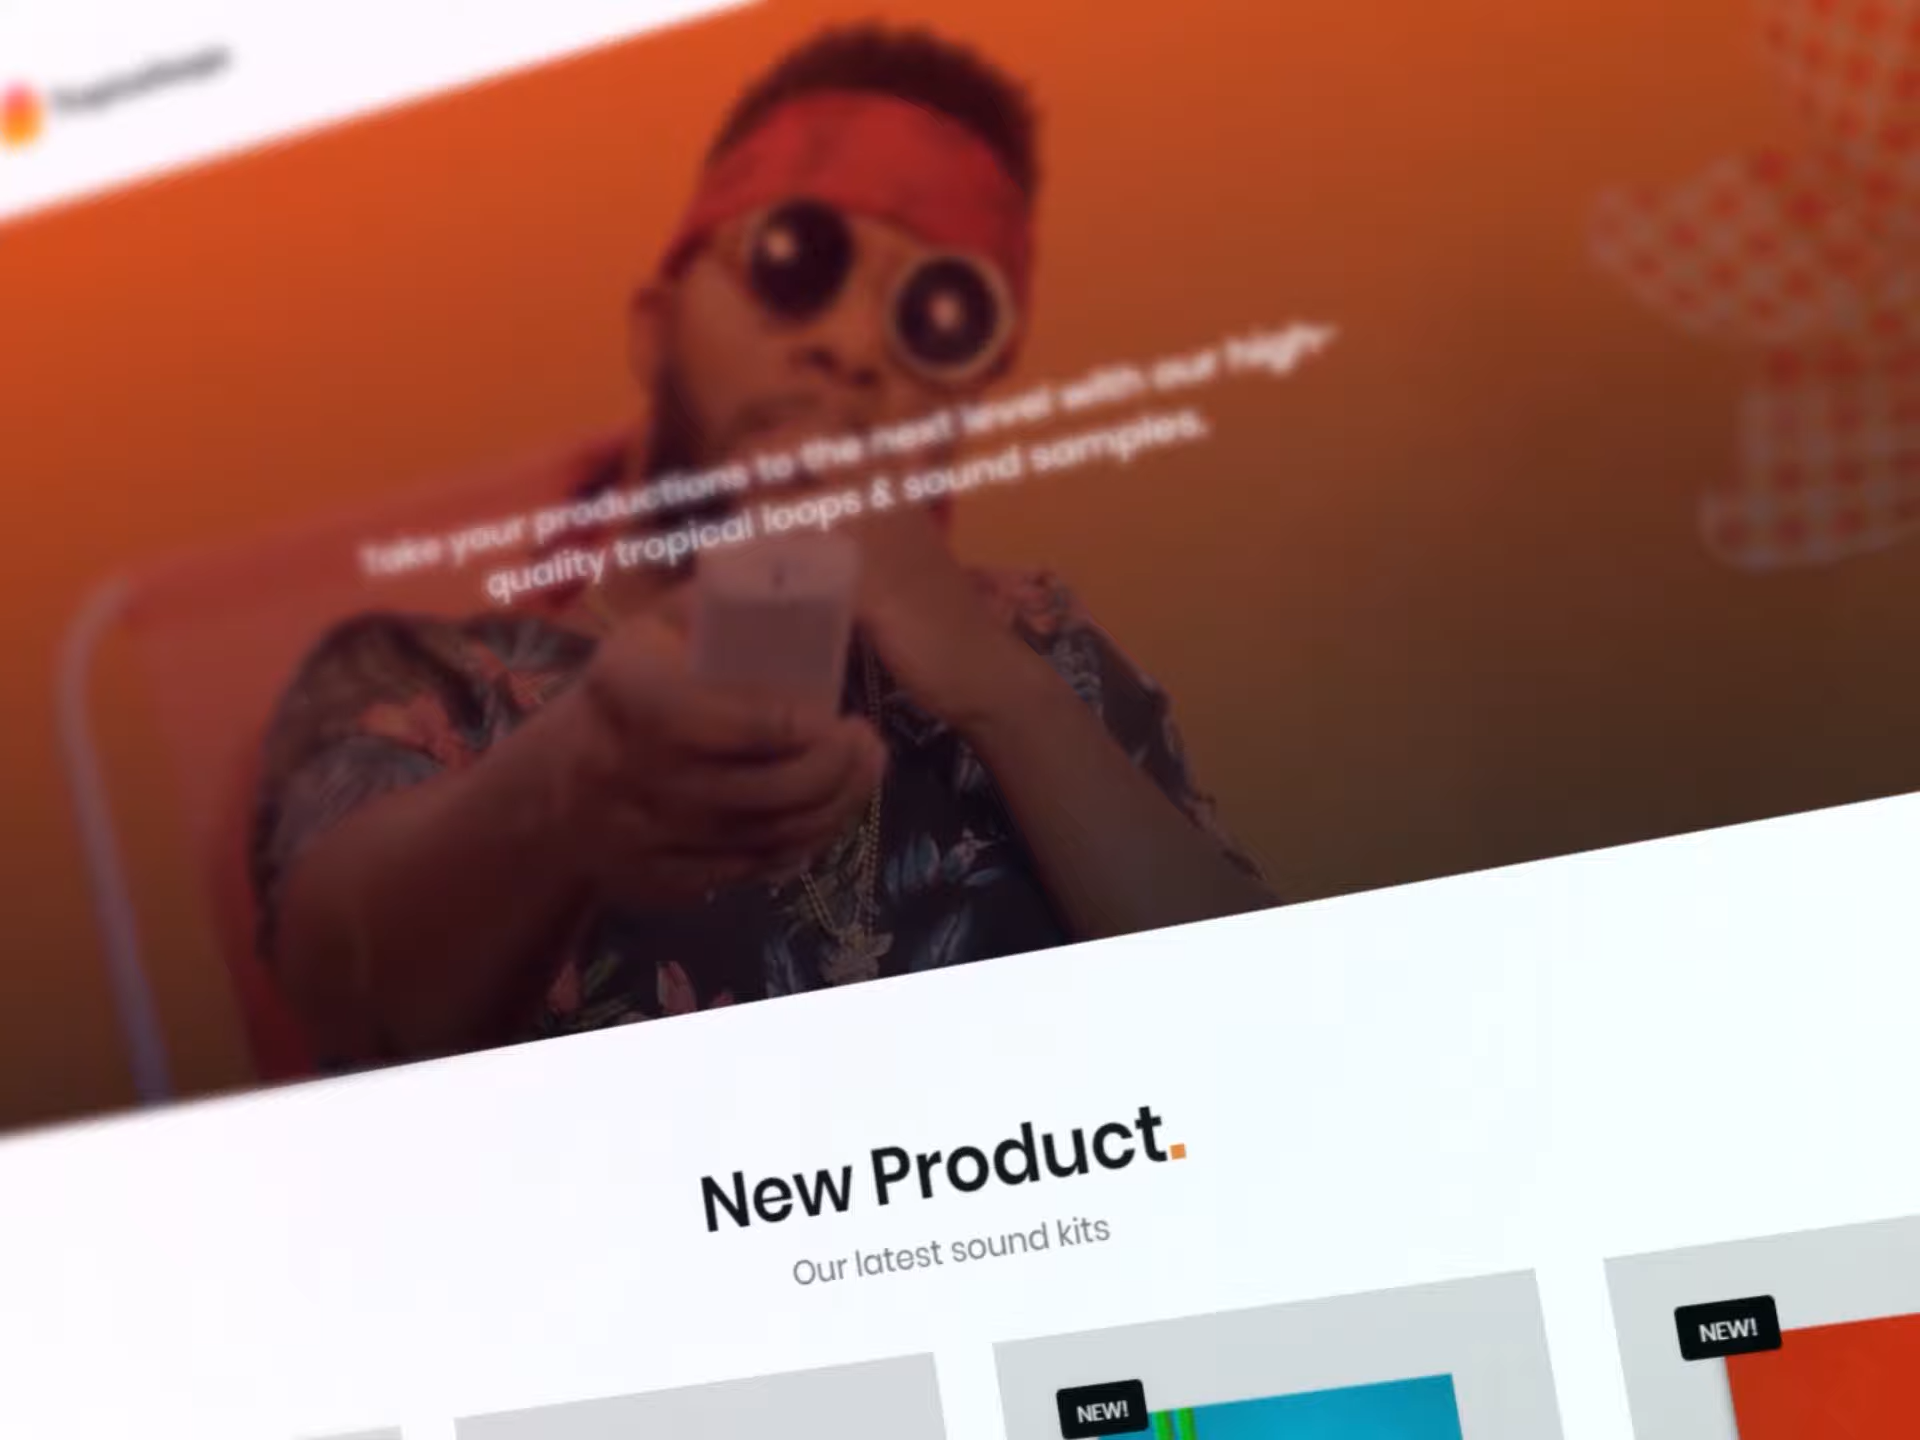 Take your productions to the next level with our high-
quality tropical loops & sound samples.
New Product.
Our latest sound kits
NEW!
NEW!